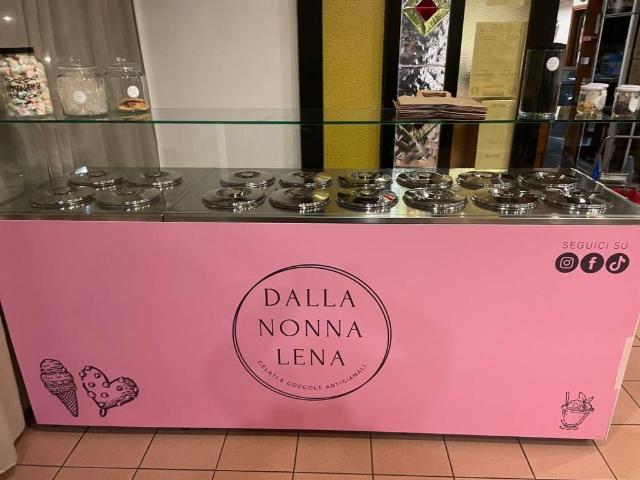 SEGUICI SU
DALLA
NONNA
LENA
GELATI E COCCOLE ARTIGIANALI